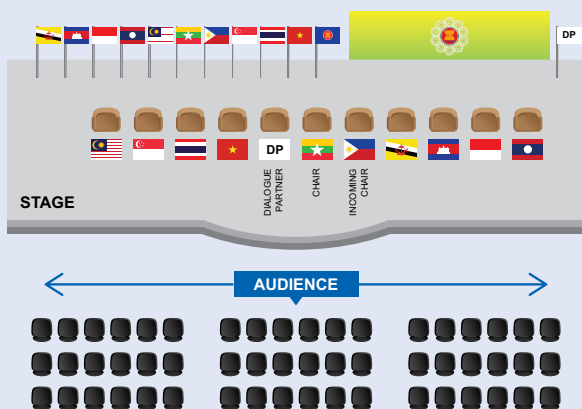 DP
DP
DIALOGUE
PARTNER
CHAIR
INCOMING
CHAIR
STAGE
AUDIENCE